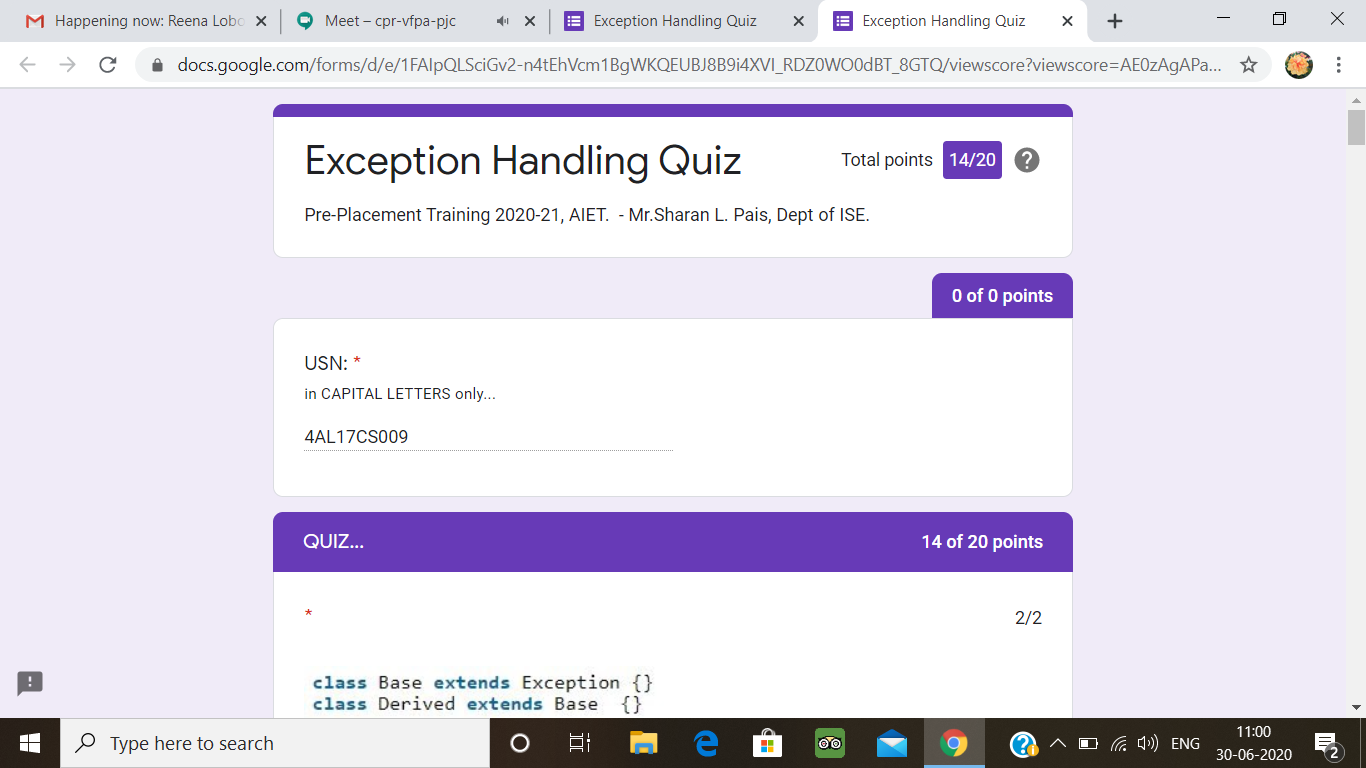 Happening now: Reena Lobo
Meet – cpr-vfpa-pjc
Exception Handling Quiz
Exception Handling Quiz
docs.google.com/forms/d/e/1FAIpQLSciGv2-n4tEhVcm1BgWKQEUBJ8B9i4XVI_RDZ0WO0dBT_8GTQ/viewscore?viewscore=AE0zAgAPa...
Exception Handling Quiz
Total points 14/20
Pre-Placement Training 2020-21, AIET. - Mr.Sharan L. Pais, Dept of ISE.
0 of 0 points
USN: *
in CAPITAL LETTERS only...
4AL17CS009
QUIZ...
14 of 20 points
*
2/2
class Base extends Exception {}
class Derived extends Base {}
Type here to search
ENG
11:00
30-06-2020
2